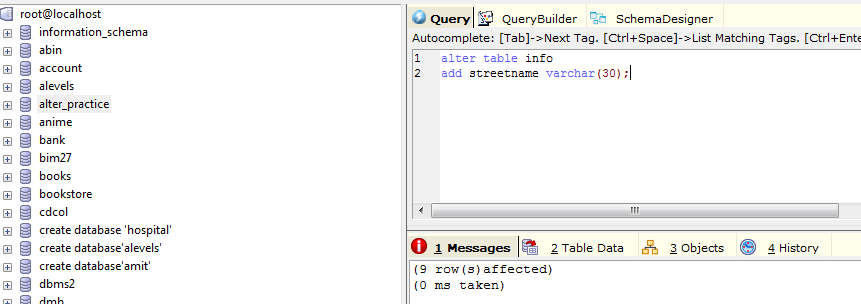 root@localhost
information_schema
abin
account
alevels
alter_practice
anime
bank
bim27
books
bookstore
cdcol
create database 'hospital'
create database'alevels'
create database'amit'
dbms2
dmh
Query
QueryBuilder
SchemaDesigner
Autocomplete: [Tab]->Next Tag. [Ctrl+Space]->List Matching Tags. [Ctrl+Ente
1 alter table info
2 add streetname varchar(30);
1 Messages
2 Table Data
3 Objects
4 History
(9 row(s)affected)
(0 ms taken)